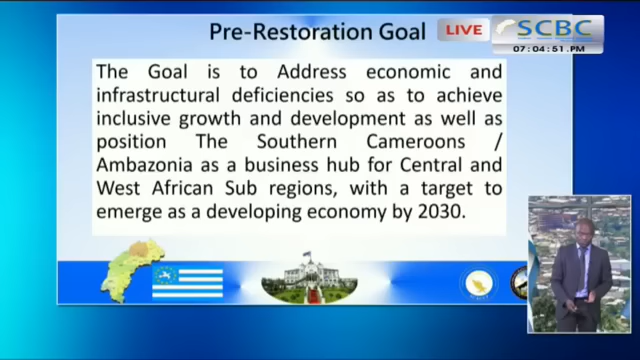 Pre-Restoration Goal
LIVE
SCBC
07:04:51 PM
The Goal is to Address economic and
infrastructural deficiencies so as to achieve
inclusive growth and development as well as
position The Southern Cameroons /
Ambazonia as a business hub for Central and
West African Sub regions, with a target to
emerge as a developing economy by 2030.